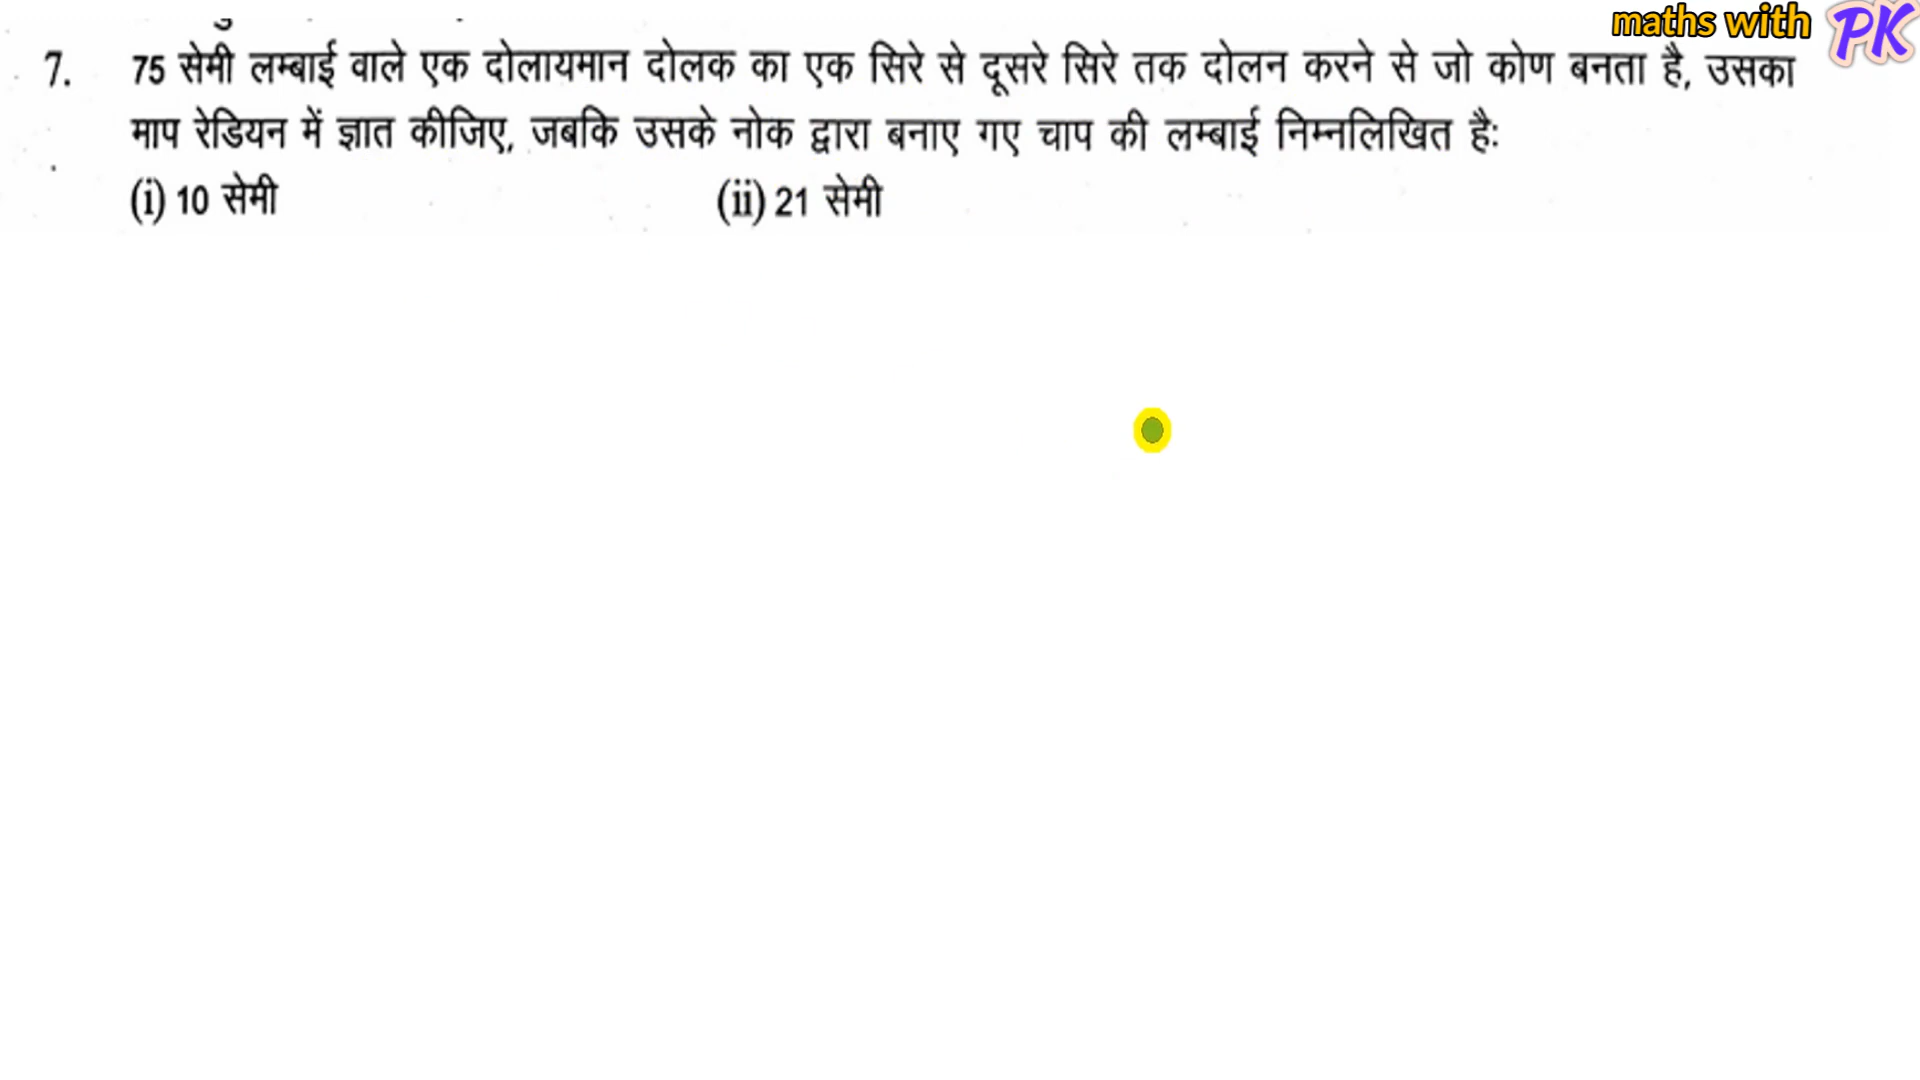 maths with PK
7. 75 सेमी लम्बाई वाले एक दोलायमान दोलक का एक सिरे से दूसरे सिरे तक दोलन करने से जो कोण बनता है, उसका
माप रेडियन में ज्ञात कीजिए, जबकि उसके नोक द्वारा बनाए गए चाप की लम्बाई निम्नलिखित है:
(i) 10 सेमी (ii) 21 सेमी